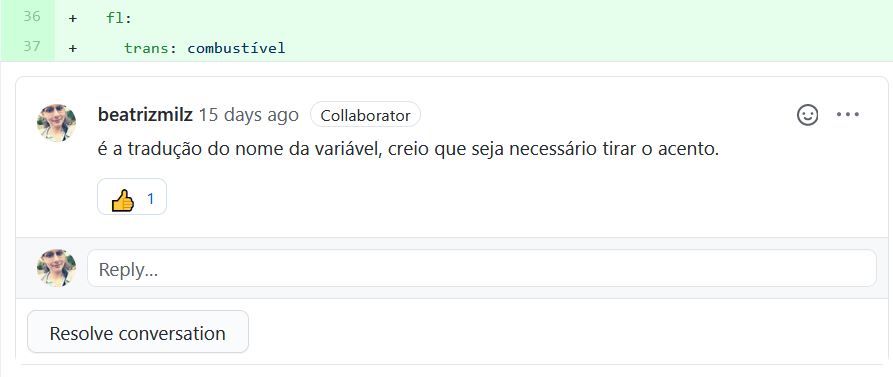 36 + fl:
37 + trans: combustível
beatrizmilz 15 days ago Collaborator
é a tradução do nome da variável, creio que seja necessário tirar o acento.
👍 1
Reply...
Resolve conversation